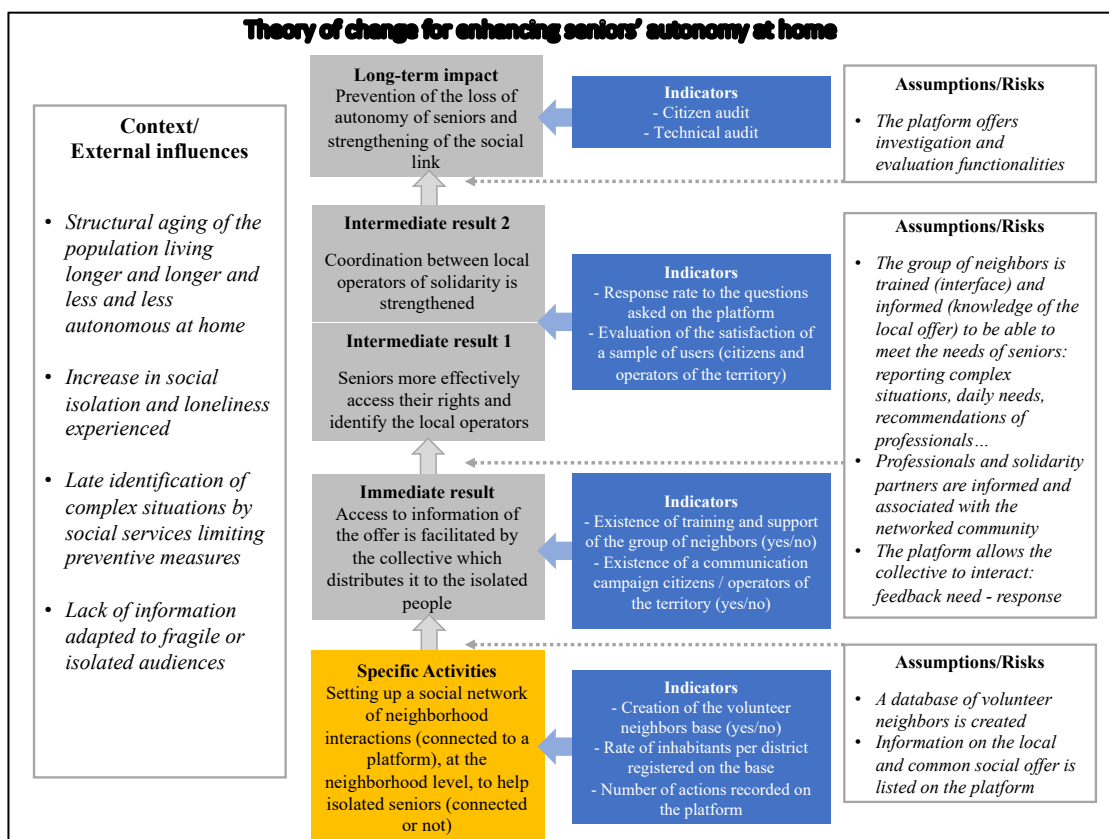 Theory of change for enhancing seniors' autonomy at home
Context/
External influences
• Structural aging of the
population living
longer and longer and
less and less
autonomous at home
• Increase in social
isolation and loneliness
experienced
• Late identification of
complex situations by
social services limiting
preventive measures
• Lack of information
adapted to fragile or
isolated audiences
Long-term impact
Prevention of the loss of
autonomy of seniors and
strengthening of the social
link
Indicators
- Citizen audit
- Technical audit
Assumptions/Risks
• The platform offers
investigation and
evaluation functionalities
Intermediate result 2
Coordination between local
operators of solidarity is
strengthened
Intermediate result 1
Seniors more effectively
access their rights and
identify the local operators
Indicators
- Response rate to the questions
asked on the platform
- Evaluation of the satisfaction of
a sample of users (citizens and
operators of the territory)
Assumptions/Risks
• The group of neighbors is
trained (interface) and
informed (knowledge of the
local offer) to be able to
meet the needs of seniors:
reporting complex
situations, daily needs,
recommendations of
professionals…
• Professionals and solidarity
partners are informed and
associated with the
networked community
• The platform allows the
collective to interact:
feedback need - response
Immediate result
Access to information of
the offer is facilitated by
the collective which
distributes it to the isolated
people
Indicators
- Existence of training and support
of the group of neighbors (yes/no)
- Existence of a communication
campaign citizens / operators of
the territory (yes/no)
Specific Activities
Setting up a social network
of neighborhood
interactions (connected to a
platform), at the
neighborhood level, to help
isolated seniors (connected
or not)
Indicators
- Creation of the volunteer
neighbors base (yes/no)
- Rate of inhabitants per district
registered on the base
- Number of actions recorded on
the platform
Assumptions/Risks
• A database of volunteer
neighbors is created
• Information on the local
and common social offer is
listed on the platform